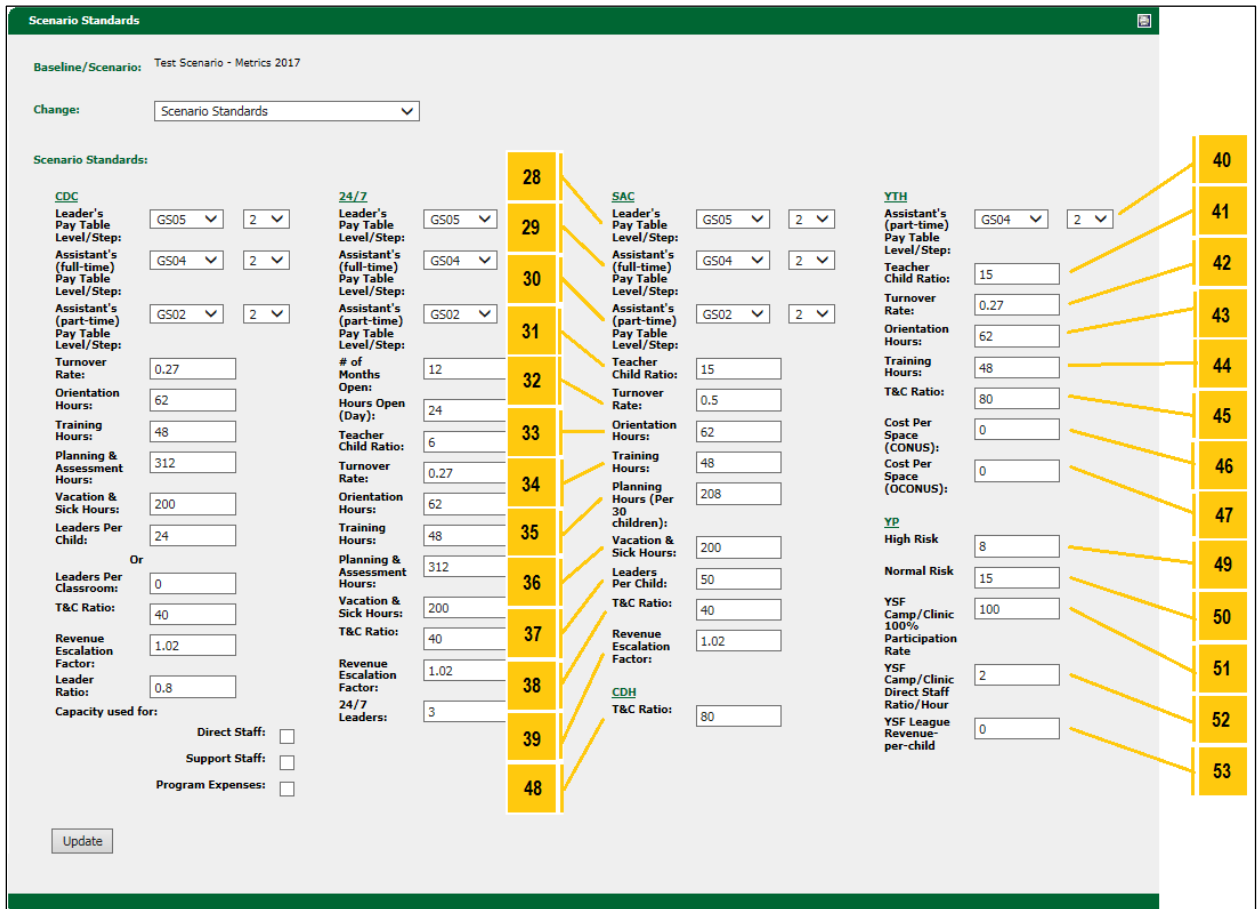 Scenario Standards
Baseline/Scenario: Test Scenario - Metrics 2017
Change: Scenario Standards
Scenario Standards:
CDC
Leader's
Pay Table
Level/Step:
GS05 2
Assistant's
(full-time)
Pay Table
Level/Step:
GS04 2
Assistant's
(part-time)
Pay Table
Level/Step:
GS02 2
Turnover
Rate:
0.27
Orientation
Hours:
62
Training
Hours:
48
Planning &
Assessment
Hours:
312
Vacation &
Sick Hours:
200
Leaders Per
Child:
24
Or
Leaders Per
Classroom:
0
T&C Ratio:
40
Revenue
Escalation
Factor:
1.02
Leader
Ratio:
0.8
Capacity used for:
Direct Staff:
Support Staff:
Program Expenses:
Update
24/7
Leader's
Pay Table
Level/Step:
GS05
Assistant's
(full-time)
Pay Table
Level/Step:
GS04
Assistant's
(part-time)
Pay Table
Level/Step:
GS02
# of
Months
Open:
12
Hours Open
(Day):
24
Teacher
Child Ratio:
6
Turnover
Rate:
0.27
Orientation
Hours:
62
Training
Hours:
48
Planning &
Assessment
Hours:
312
Vacation &
Sick Hours:
200
T&C Ratio:
40
Revenue
Escalation
Factor:
1.02
24/7
Leaders:
3
28
29
30
31
32
33
34
35
36
37
38
39
48
SAC
Leader's
Pay Table
Level/Step:
GS05 2
Assistant's
(full-time)
Pay Table
Level/Step:
GS04 2
Assistant's
(part-time)
Pay Table
Level/Step:
GS02 2
Teacher
Child Ratio:
15
Turnover
Rate:
0.5
Orientation
Hours:
62
Training
Hours:
48
Planning
Hours (Per
30
children):
208
Vacation &
Sick Hours:
200
Leaders
Per Child:
50
T&C Ratio:
40
Revenue
Escalation
Factor:
1.02
CDH
T&C Ratio:
80
YTH
Assistant's
(part-time)
Pay Table
Level/Step:
GS04 2
Teacher
Child Ratio:
15
Turnover
Rate:
0.27
Orientation
Hours:
62
Training
Hours:
48
T&C Ratio:
80
Cost Per
Space
(CONUS):
0
Cost Per
Space
(OCONUS):
0
YP
High Risk
8
Normal Risk
15
YSF
Camp/Clinic
100%
Participation
Rate
100
YSF
Camp/Clinic
Direct Staff
Ratio/Hour
2
YSF League
Revenue-
per-child
0
40
41
42
43
44
45
46
47
49
50
51
52
53